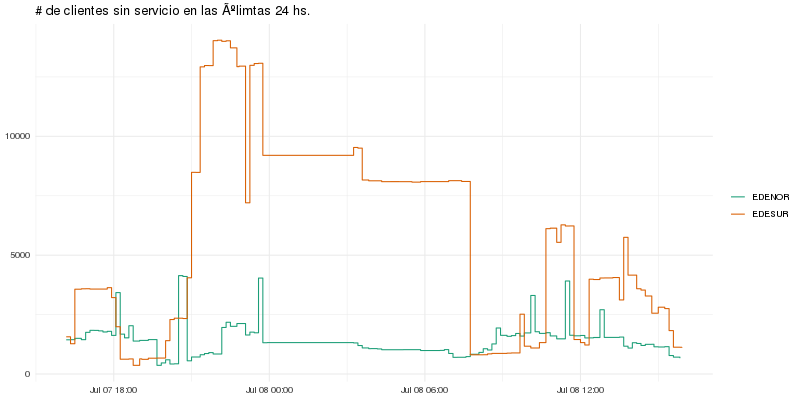 # de clientes sin servicio en las Ãºlimtas 24 hs.
10000
5000
0
Jul 07 18:00
Jul 08 00:00
Jul 08 06:00
Jul 08 12:00
EDENOR
EDESUR